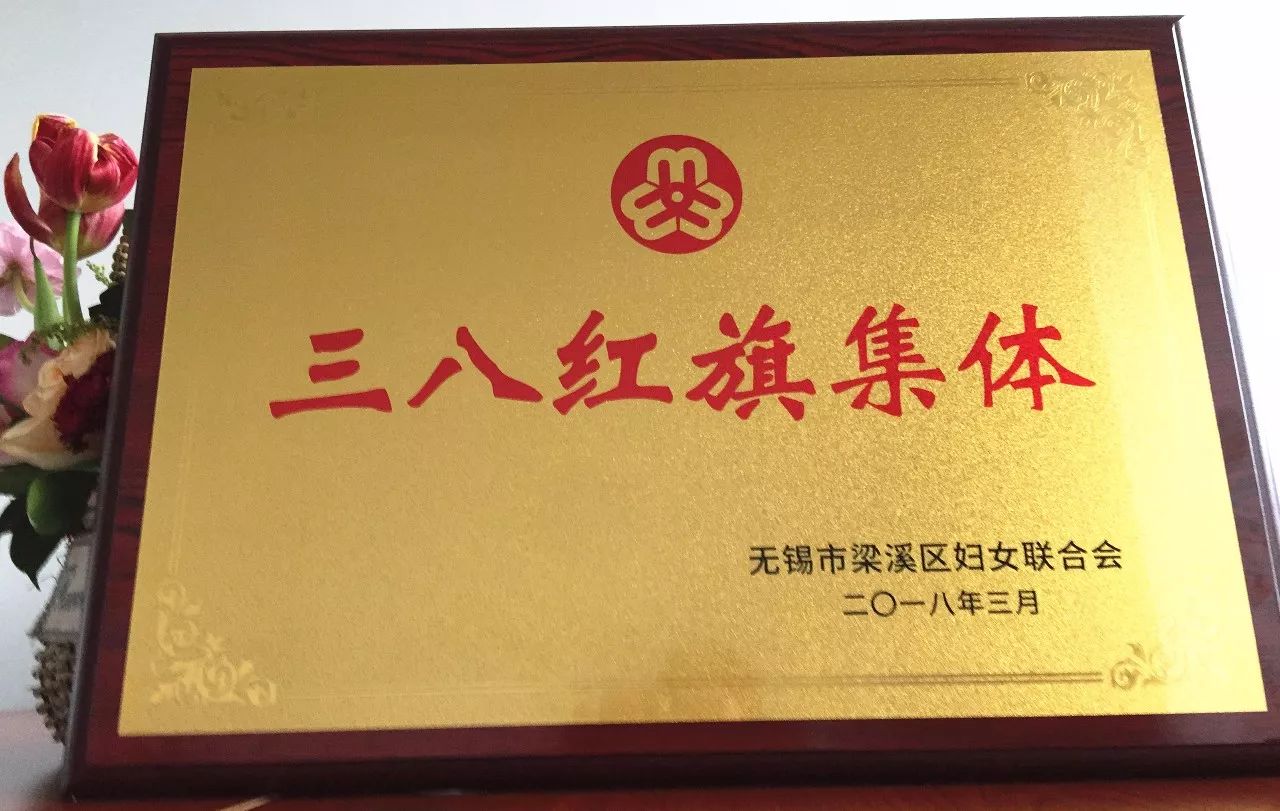 三八红旗集体
无锡市梁溪区妇女联合会
二〇一八年三月